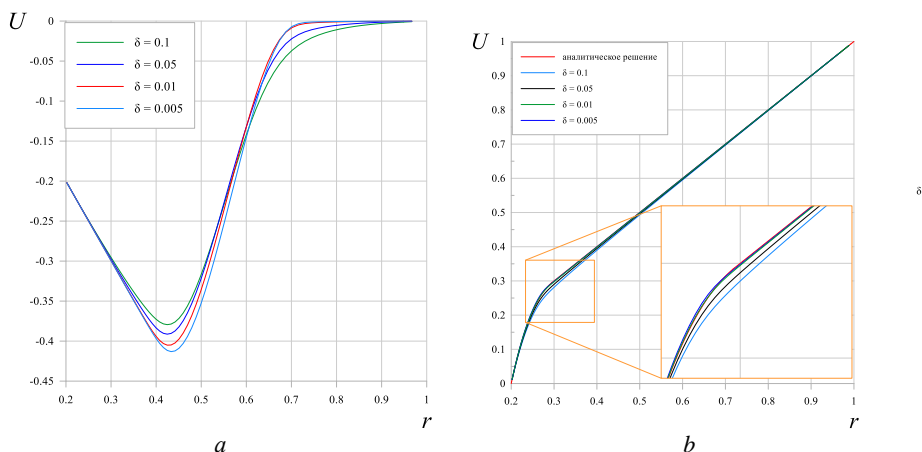 U
0
-0.05
-0.1
-0.15
-0.2
-0.25
-0.3
-0.35
-0.4
-0.45
δ = 0.1
δ = 0.05
δ = 0.01
δ = 0.005
0.2 0.3 0.4 0.5 0.6 0.7 0.8 0.9 1
r
a
U
1
0.9
0.8
0.7
0.6
0.5
0.4
0.3
0.2
0.1
0
аналитическое решение
δ = 0.1
δ = 0.05
δ = 0.01
δ = 0.005
0.2 0.3 0.4 0.5 0.6 0.7 0.8 0.9 1
r
b
δ